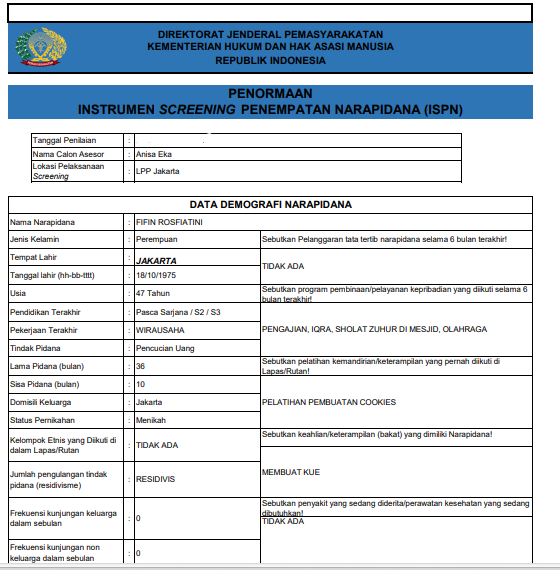 DIREKTORAT JENDERAL PEMASYARAKATAN
KEMENTERIAN HUKUM DAN HAK ASASI MANUSIA
REPUBLIK INDONESIA
PENORMAAN
INSTRUMEN SCREENING PENEMPATAN NARAPIDANA (ISPN)
Tanggal Penilaian :
Nama Calon Asesor : Anisa Eka
Lokasi Pelaksanaan Screening : LPP Jakarta
DATA DEMOGRAFI NARAPIDANA
Nama Narapidana : FIFIN ROSFIATINI
Jenis Kelamin : Perempuan
Sebutkan Pelanggaran tata tertib narapidana selama 6 bulan terakhir!
Tempat Lahir : JAKARTA
TIDAK ADA
Tanggal lahir (hh-bb-tttt) : 18/10/1975
Usia : 47 Tahun
Sebutkan program pembinaan/pelayanan kepribadian yang diikuti selama 6 bulan terakhir!
Pendidikan Terakhir : Pasca Sarjana / S2 / S3
Pekerjaan Terakhir : WIRAUSAHA
PENGAJIAN, IQRA, SHOLAT ZUHUR DI MESJID, OLAHRAGA
Tindak Pidana : Pencucian Uang
Lama Pidana (bulan) : 36
Sebutkan pelatihan kemandirian/keterampilan yang pernah diikuti di Lapas/Rutan!
Sisa Pidana (bulan) : 10
Domisili Keluarga : Jakarta
PELATIHAN PEMBUATAN COOKIES
Status Pernikahan : Menikah
Kelompok Etnis yang Diikuti di dalam Lapas/Rutan : TIDAK ADA
Sebutkan keahlian/keterampilan (bakat) yang dimiliki Narapidana!
Jumlah pengulangan tindak pidana (residivisme) : RESIDIVIS
MEMBUAT KUE
Frekuensi kunjungan keluarga dalam sebulan : 0
Sebutkan penyakit yang sedang diderita/perawatan kesehatan yang sedang dibutuhkan!
TIDAK ADA
Frekuensi kunjungan non keluarga dalam sebulan : 0